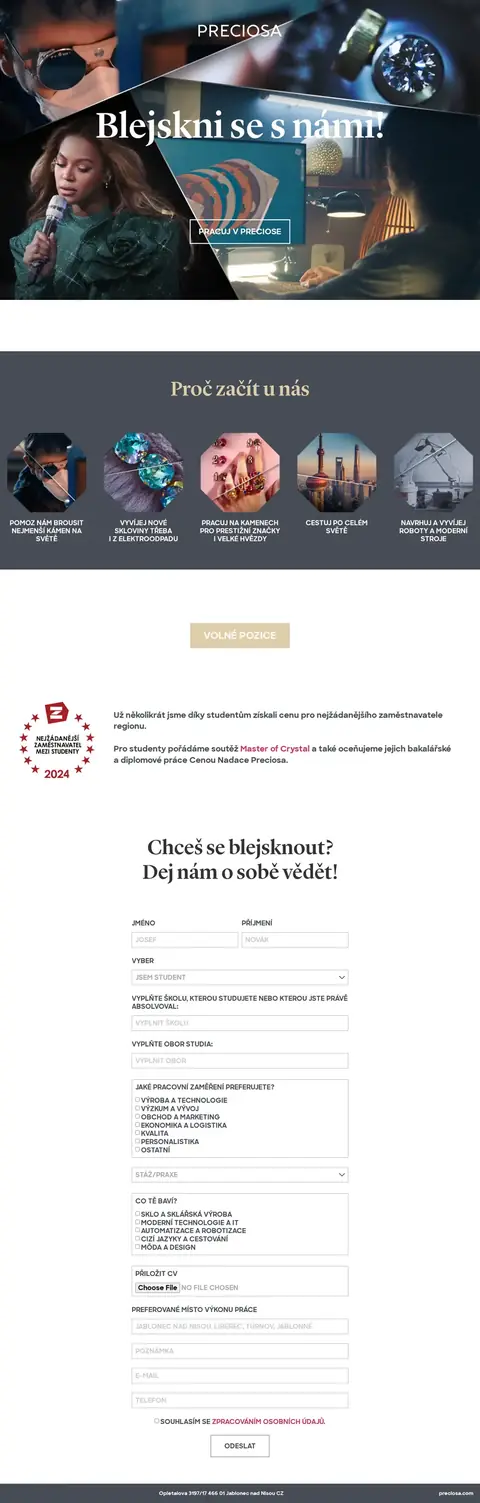 PRECIOSA
Blejskni se s námi!
PRACUJ V PRECIOSE
Proč začít u nás
POMOZ NÁM BROUSIT
NEJMENŠÍ KÁMEN NA
SVĚTĚ
VYVÍJEJ NOVÉ
SKLOVINY TŘEBA
I Z ELEKTROODPADU
PRACUJ NA KAMENECH
PRO PRESTIŽNÍ ZNAČKY
I VELKÉ HVĚZDY
CESTUJ PO CELÉM
SVĚTĚ
NAVRHUJ A VYVÍJEJ
ROBOTY A MODERNÍ
STROJE
VOLNÉ POZICE
NEJŽÁDANĚJŠÍ
ZAMĚSTNAVATEL
MEZI STUDENTY
2024
Už několikrát jsme díky studentům získali cenu pro nejžádanějšího zaměstnavatele
regionu.
Pro studenty pořádáme soutěž Master of Crystal a také oceňujeme jejich bakalářské
a diplomové práce Cenou Nadace Preciosa.
Chceš se blejsknout?
Dej nám o sobě vědět!
JMÉNO PŘÍJMENÍ
JOSEF NOVÁK
VYBER
JSEM STUDENT
VYPLŇTE ŠKOLU, KTEROU STUDUJETE NEBO KTEROU JSTE PRÁVĚ
ABSOLVOVAL:
VYPLNIT ŠKOLU
VYPLŇTE OBOR STUDIA:
VYPLNIT OBOR
JAKÉ PRACOVNÍ ZAMĚŘENÍ PREFERUJETE?
VÝROBA A TECHNOLOGIE
VÝZKUM A VÝVOJ
OBCHOD A MARKETING
EKONOMIKA A LOGISTIKA
KVALITA
PERSONALISTIKA
OSTATNÍ
STÁŽ/PRAXE
CO TĚ BAVÍ?
SKLO A SKLÁŘSKÁ VÝROBA
MODERNÍ TECHNOLOGIE A IT
AUTOMATIZACE A ROBOTIZACE
CIZÍ JAZYKY A CESTOVÁNÍ
MÓDA A DESIGN
PŘILOŽIT CV
Choose File NO FILE CHOSEN
PREFEROVANÉ MÍSTO VÝKONU PRÁCE
JABLONEC NAD NISOU, LIBEREC, TURNOV, JABLONNÉ
POZNÁMKA
E-MAIL
TELEFON
SOUHLASÍM SE ZPRACOVÁNÍM OSOBNÍCH ÚDAJŮ.
ODESLAT
Opletalova 3197/17 466 01 Jablonec nad Nisou CZ
preciosa.com